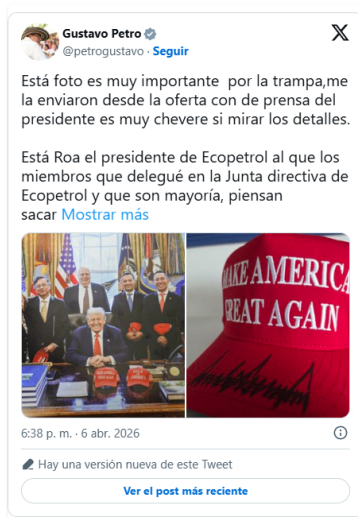 Gustavo Petro
@petrogustavo · Seguir
Está foto es muy importante por la trampa,me
la enviaron desde la oferta con de prensa del
presidente es muy chevere si mirar los detalles.
Está Roa el presidente de Ecopetrol al que los
miembros que delegué en la Junta directiva de
Ecopetrol y que son mayoría, piensan
sacar Mostrar más
MAKE AMERICA
GREAT AGAIN
6:38 p. m. · 6 abr. 2026
Hay una versión nueva de este Tweet
Ver el post más reciente